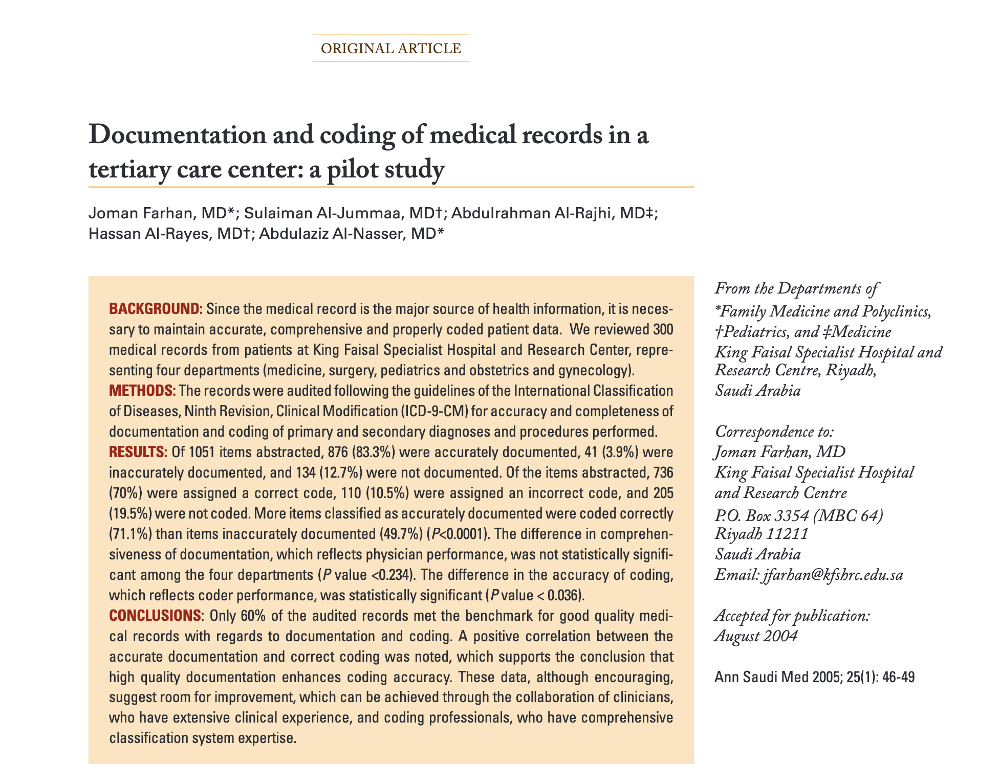 ORIGINAL ARTICLE
Documentation and coding of medical records in a
tertiary care center: a pilot study
Joman Farhan, MD*; Sulaiman Al-Jummaa, MD†; Abdulrahman Al-Rajhi, MD‡;
Hassan Al-Rayes, MD†; Abdulaziz Al-Nasser, MD*
BACKGROUND: Since the medical record is the major source of health information, it is neces-
sary to maintain accurate, comprehensive and properly coded patient data. We reviewed 300
medical records from patients at King Faisal Specialist Hospital and Research Center, repre-
senting four departments (medicine, surgery, pediatrics and obstetrics and gynecology).
METHODS: The records were audited following the guidelines of the International Classification
of Diseases, Ninth Revision, Clinical Modification (ICD-9-CM) for accuracy and completeness of
documentation and coding of primary and secondary diagnoses and procedures performed.
RESULTS: Of 1051 items abstracted, 876 (83.3%) were accurately documented, 41 (3.9%) were
inaccurately documented, and 134 (12.7%) were not documented. Of the items abstracted, 736
(70%) were assigned a correct code, 110 (10.5%) were assigned an incorrect code, and 205
(19.5%) were not coded. More items classified as accurately documented were coded correctly
(71.1%) than items inaccurately documented (49.7%) (P<0.0001). The difference in comprehen-
siveness of documentation, which reflects physician performance, was not statistically signifi-
cant among the four departments (P value <0.234). The difference in the accuracy of coding,
which reflects coder performance, was statistically significant (P value < 0.036).
CONCLUSIONS: Only 60% of the audited records met the benchmark for good quality medi-
cal records with regards to documentation and coding. A positive correlation between the
accurate documentation and correct coding was noted, which supports the conclusion that
high quality documentation enhances coding accuracy. These data, although encouraging,
suggest room for improvement, which can be achieved through the collaboration of clinicians,
who have extensive clinical experience, and coding professionals, who have comprehensive
classification system expertise.
From the Departments of
*Family Medicine and Polyclinics,
†Pediatrics, and ‡Medicine
King Faisal Specialist Hospital and
Research Centre, Riyadh,
Saudi Arabia
Correspondence to:
Joman Farhan, MD
King Faisal Specialist Hospital
and Research Centre
P.O. Box 3354 (MBC 64)
Riyadh 11211
Saudi Arabia
Email: jfarhan@kfshrc.edu.sa
Accepted for publication:
August 2004
Ann Saudi Med 2005; 25(1): 46-49